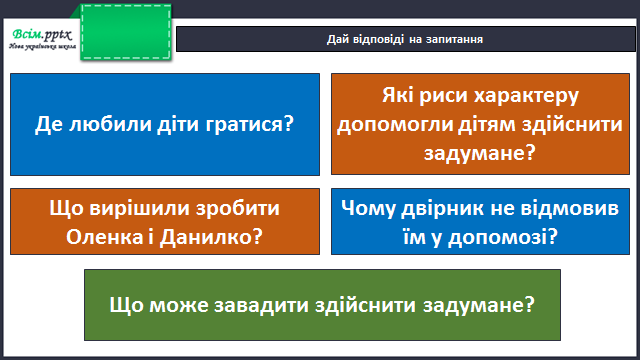 Всім.pptx
Нова українська школа
Дай відповіді на запитання
Де любили діти гратися?
Які риси характеру
допомогли дітям здійснити
задумане?
Що вирішили зробити
Оленка і Данилко?
Чому двірник не відмовив
їм у допомозі?
Що може завадити здійснити задумане?